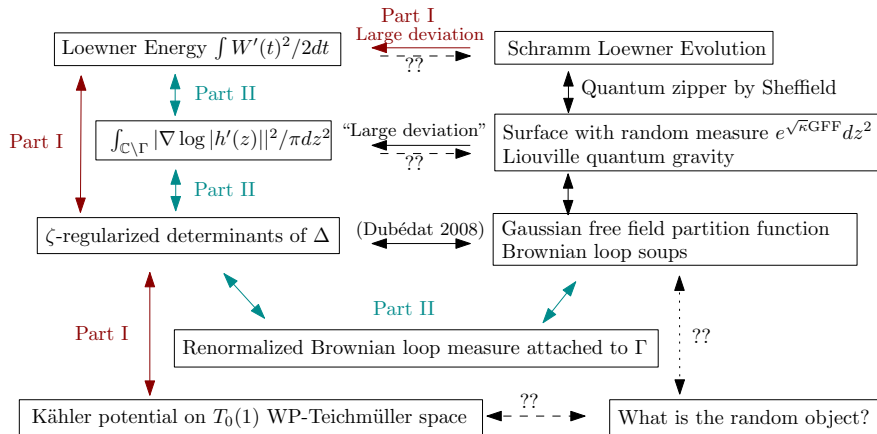 Part I
Loewner Energy ∫ W′(t)²/2dt
Large deviation
??
Schramm Loewner Evolution
Part II
Quantum zipper by Sheffield
Part I
∫_{ℂ\Γ} |∇ log |h′(z)||²/πdz²
“Large deviation”
??
Surface with random measure e^{√κGFF}dz²
Liouville quantum gravity
Part II
ζ-regularized determinants of Δ
(Dubédat 2008)
Gaussian free field partition function
Brownian loop soups
Part I
Part II
??
Renormalized Brownian loop measure attached to Γ
Kähler potential on T₀(1) WP-Teichmüller space
??
What is the random object?